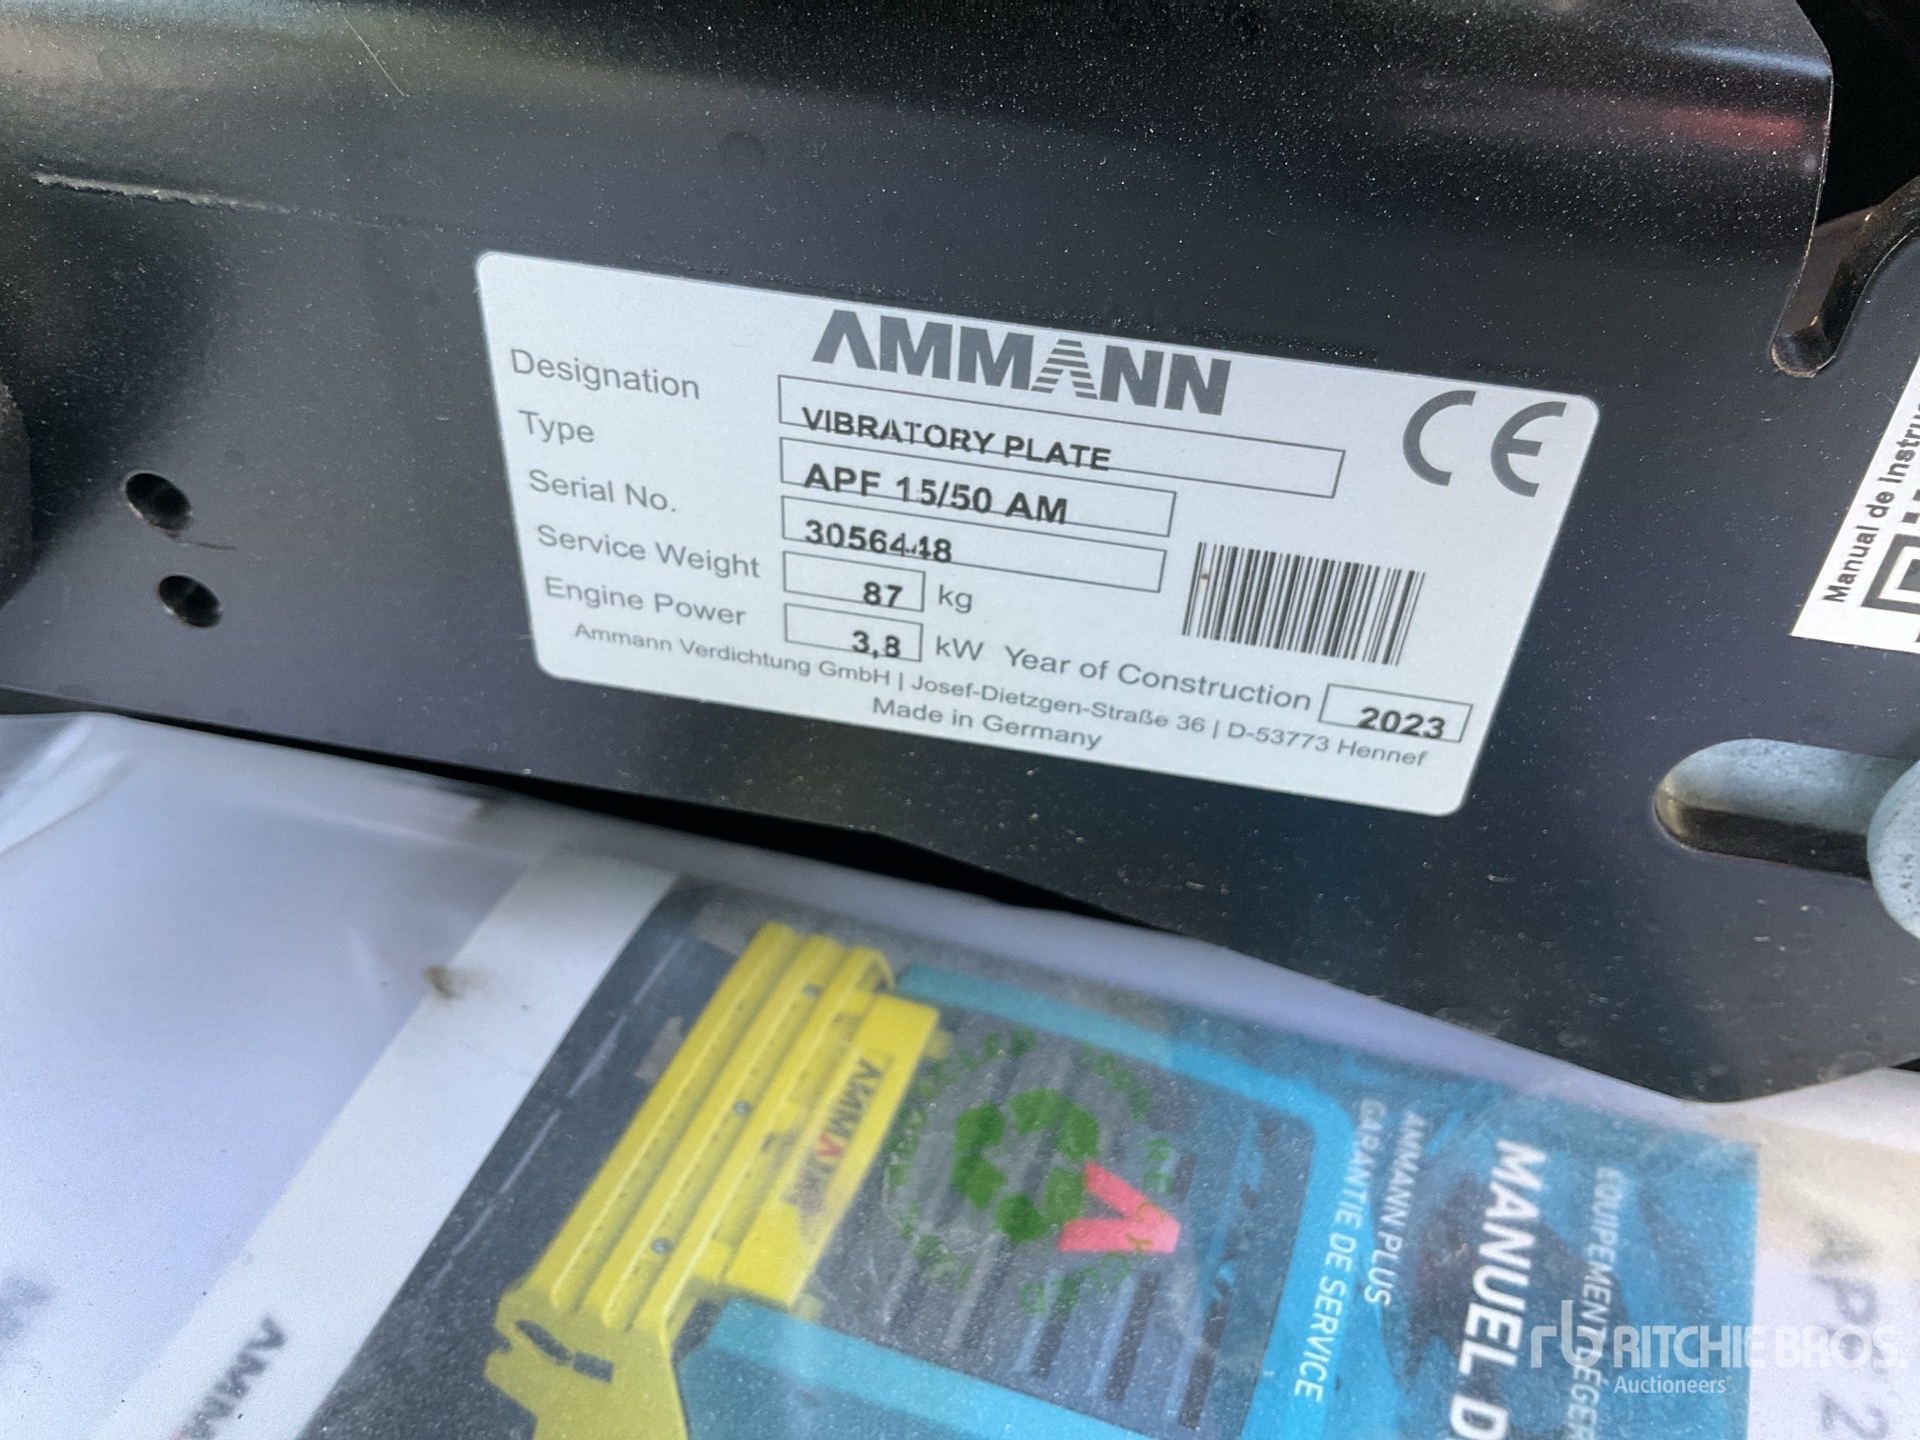 AMMANN
CE
Designation VIBRATORY PLATE
Type APF 15/50 AM
Serial No. 3056448
Service Weight 87 kg
Engine Power 3,8 kW Year of Construction 2023
Ammann Verdichtung GmbH | Josef-Dietzgen-Straße 36 | D-53773 Hennef
Made in Germany
Manual de Instru
AMMANN
AMMANN PLUS
GARANTIE DE SERVICE
MANUEL D
rb RITCHIE BROS.
Auctioneers